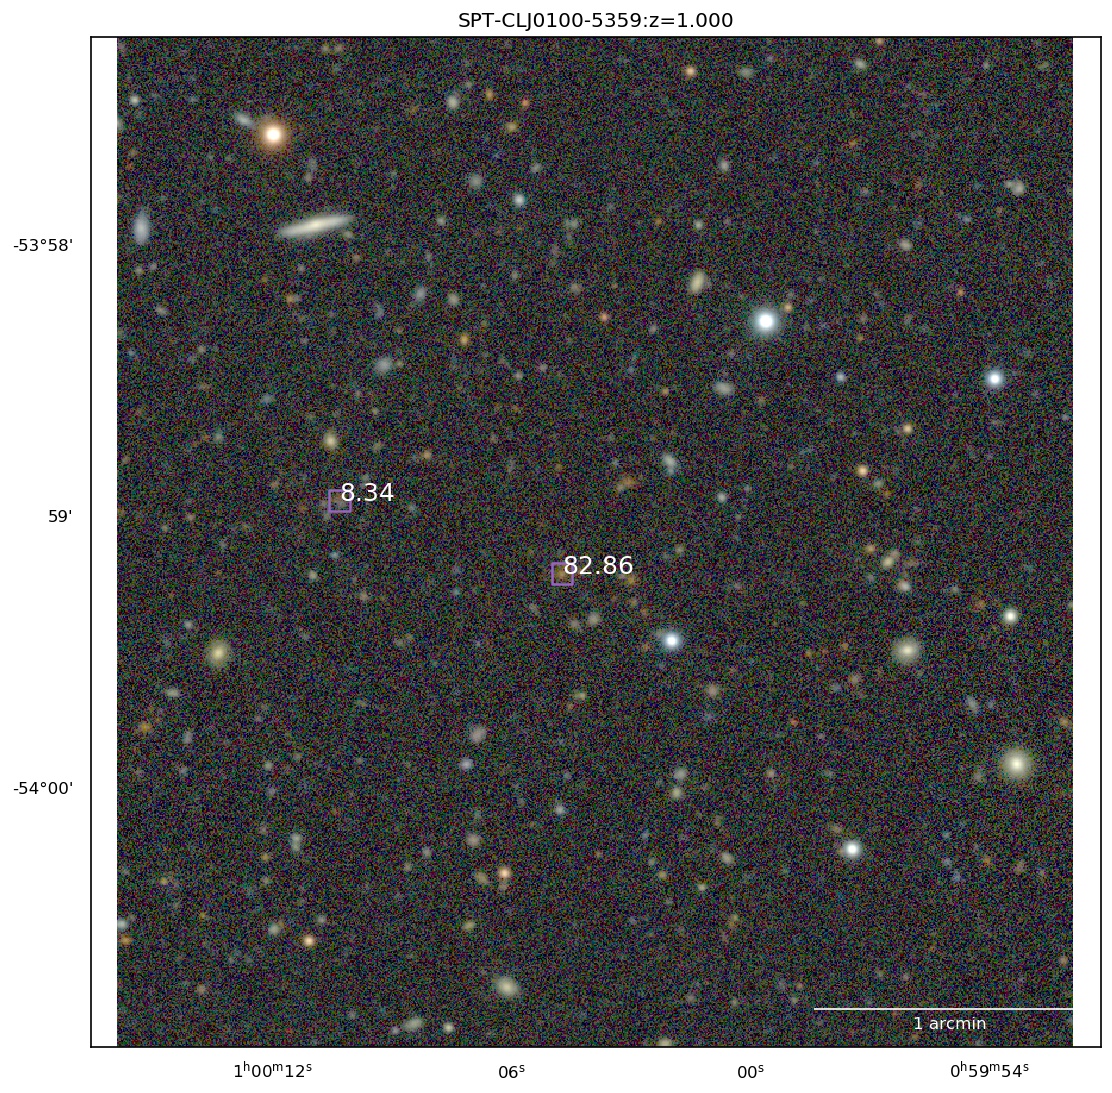 SPT-CLJ0100-5359:z=1.000
-53°58'
8.34
59'
82.86
-54°00'
1 arcmin
1ʰ00ᵐ12ˢ 06ˢ 00ˢ 0ʰ59ᵐ54ˢ